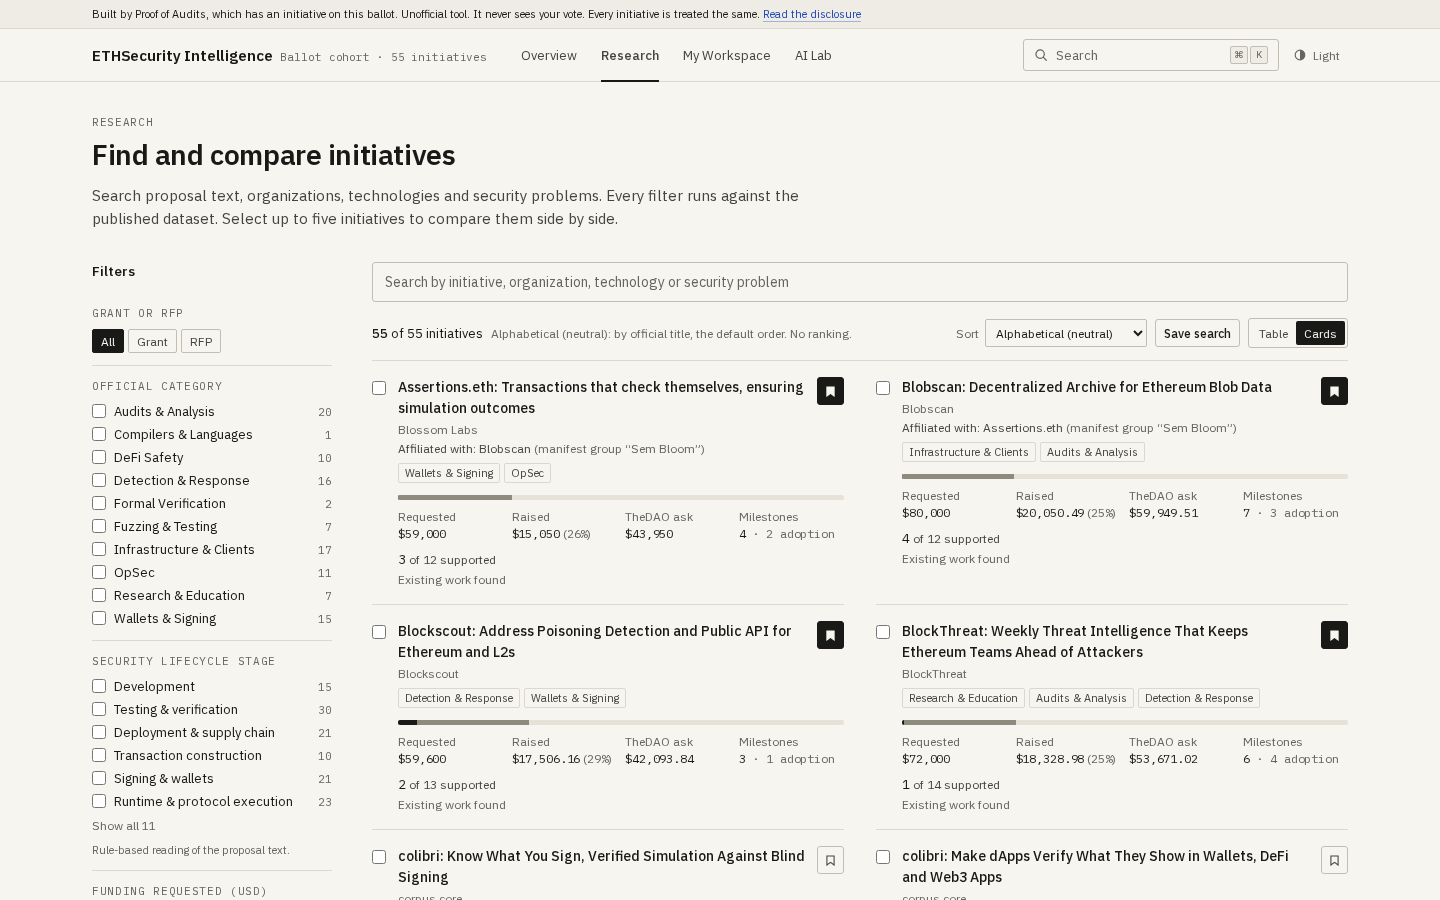 Built by Proof of Audits, which has an initiative on this ballot. Unofficial tool. It never sees your vote. Every initiative is treated the same. Read the disclosure
ETHSecurity Intelligence Ballot cohort · 55 initiatives Overview Research My Workspace AI Lab Search ⌘ K Light
RESEARCH
Find and compare initiatives
Search proposal text, organizations, technologies and security problems. Every filter runs against the
published dataset. Select up to five initiatives to compare them side by side.
Filters
GRANT OR RFP
All Grant RFP
OFFICIAL CATEGORY
Audits & Analysis 20
Compilers & Languages 1
DeFi Safety 10
Detection & Response 16
Formal Verification 2
Fuzzing & Testing 7
Infrastructure & Clients 17
OpSec 11
Research & Education 7
Wallets & Signing 15
SECURITY LIFECYCLE STAGE
Development 15
Testing & verification 30
Deployment & supply chain 21
Transaction construction 10
Signing & wallets 21
Runtime & protocol execution 23
Show all 11
Rule-based reading of the proposal text.
FUNDING REQUESTED (USD)
Search by initiative, organization, technology or security problem
55 of 55 initiatives Alphabetical (neutral): by official title, the default order. No ranking. Sort Alphabetical (neutral) Save search Table Cards
Assertions.eth: Transactions that check themselves, ensuring
simulation outcomes
Blossom Labs
Affiliated with: Blobscan (manifest group “Sem Bloom”)
Wallets & Signing OpSec
Requested Raised TheDAO ask Milestones
$59,000 $15,050 (26%) $43,950 4 · 2 adoption
3 of 12 supported
Existing work found
Blobscan: Decentralized Archive for Ethereum Blob Data
Blobscan
Affiliated with: Assertions.eth (manifest group “Sem Bloom”)
Infrastructure & Clients Audits & Analysis
Requested Raised TheDAO ask Milestones
$80,000 $20,050.49 (25%) $59,949.51 7 · 3 adoption
4 of 12 supported
Existing work found
Blockscout: Address Poisoning Detection and Public API for
Ethereum and L2s
Blockscout
Detection & Response Wallets & Signing
Requested Raised TheDAO ask Milestones
$59,600 $17,506.16 (29%) $42,093.84 3 · 1 adoption
2 of 13 supported
Existing work found
BlockThreat: Weekly Threat Intelligence That Keeps
Ethereum Teams Ahead of Attackers
BlockThreat
Research & Education Audits & Analysis Detection & Response
Requested Raised TheDAO ask Milestones
$72,000 $18,328.98 (25%) $53,671.02 6 · 4 adoption
1 of 14 supported
Existing work found
colibri: Know What You Sign, Verified Simulation Against Blind
Signing
corpus core
colibri: Make dApps Verify What They Show in Wallets, DeFi
and Web3 Apps
corpus core